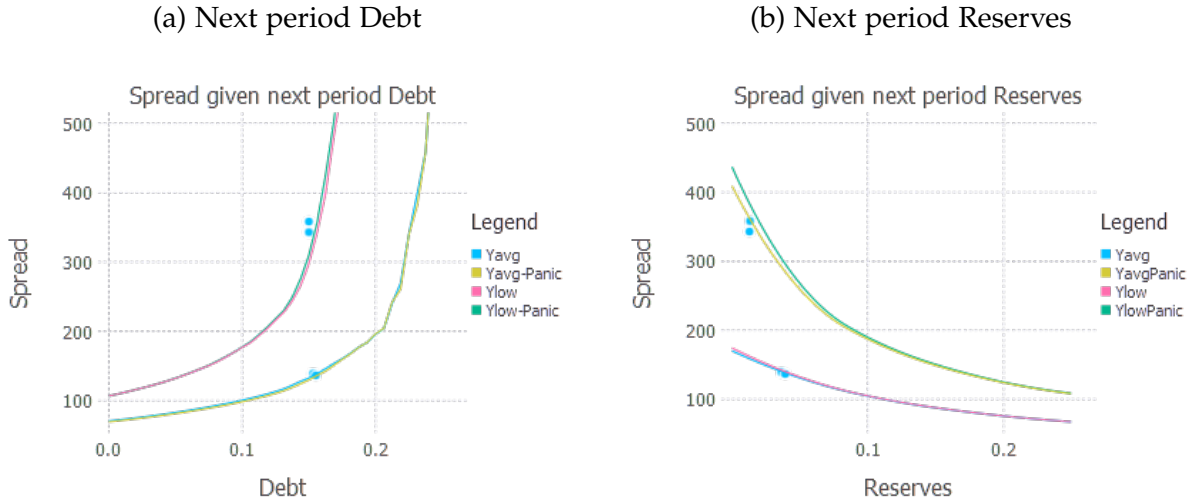 (a) Next period Debt
Spread given next period Debt
500
400
300
200
100
0.0
0.1
0.2
Spread
Debt
Legend
Yavg
Yavg-Panic
Ylow
Ylow-Panic
(b) Next period Reserves
Spread given next period Reserves
500
400
300
200
100
0.1
0.2
Spread
Reserves
Legend
Yavg
YavgPanic
Ylow
YlowPanic